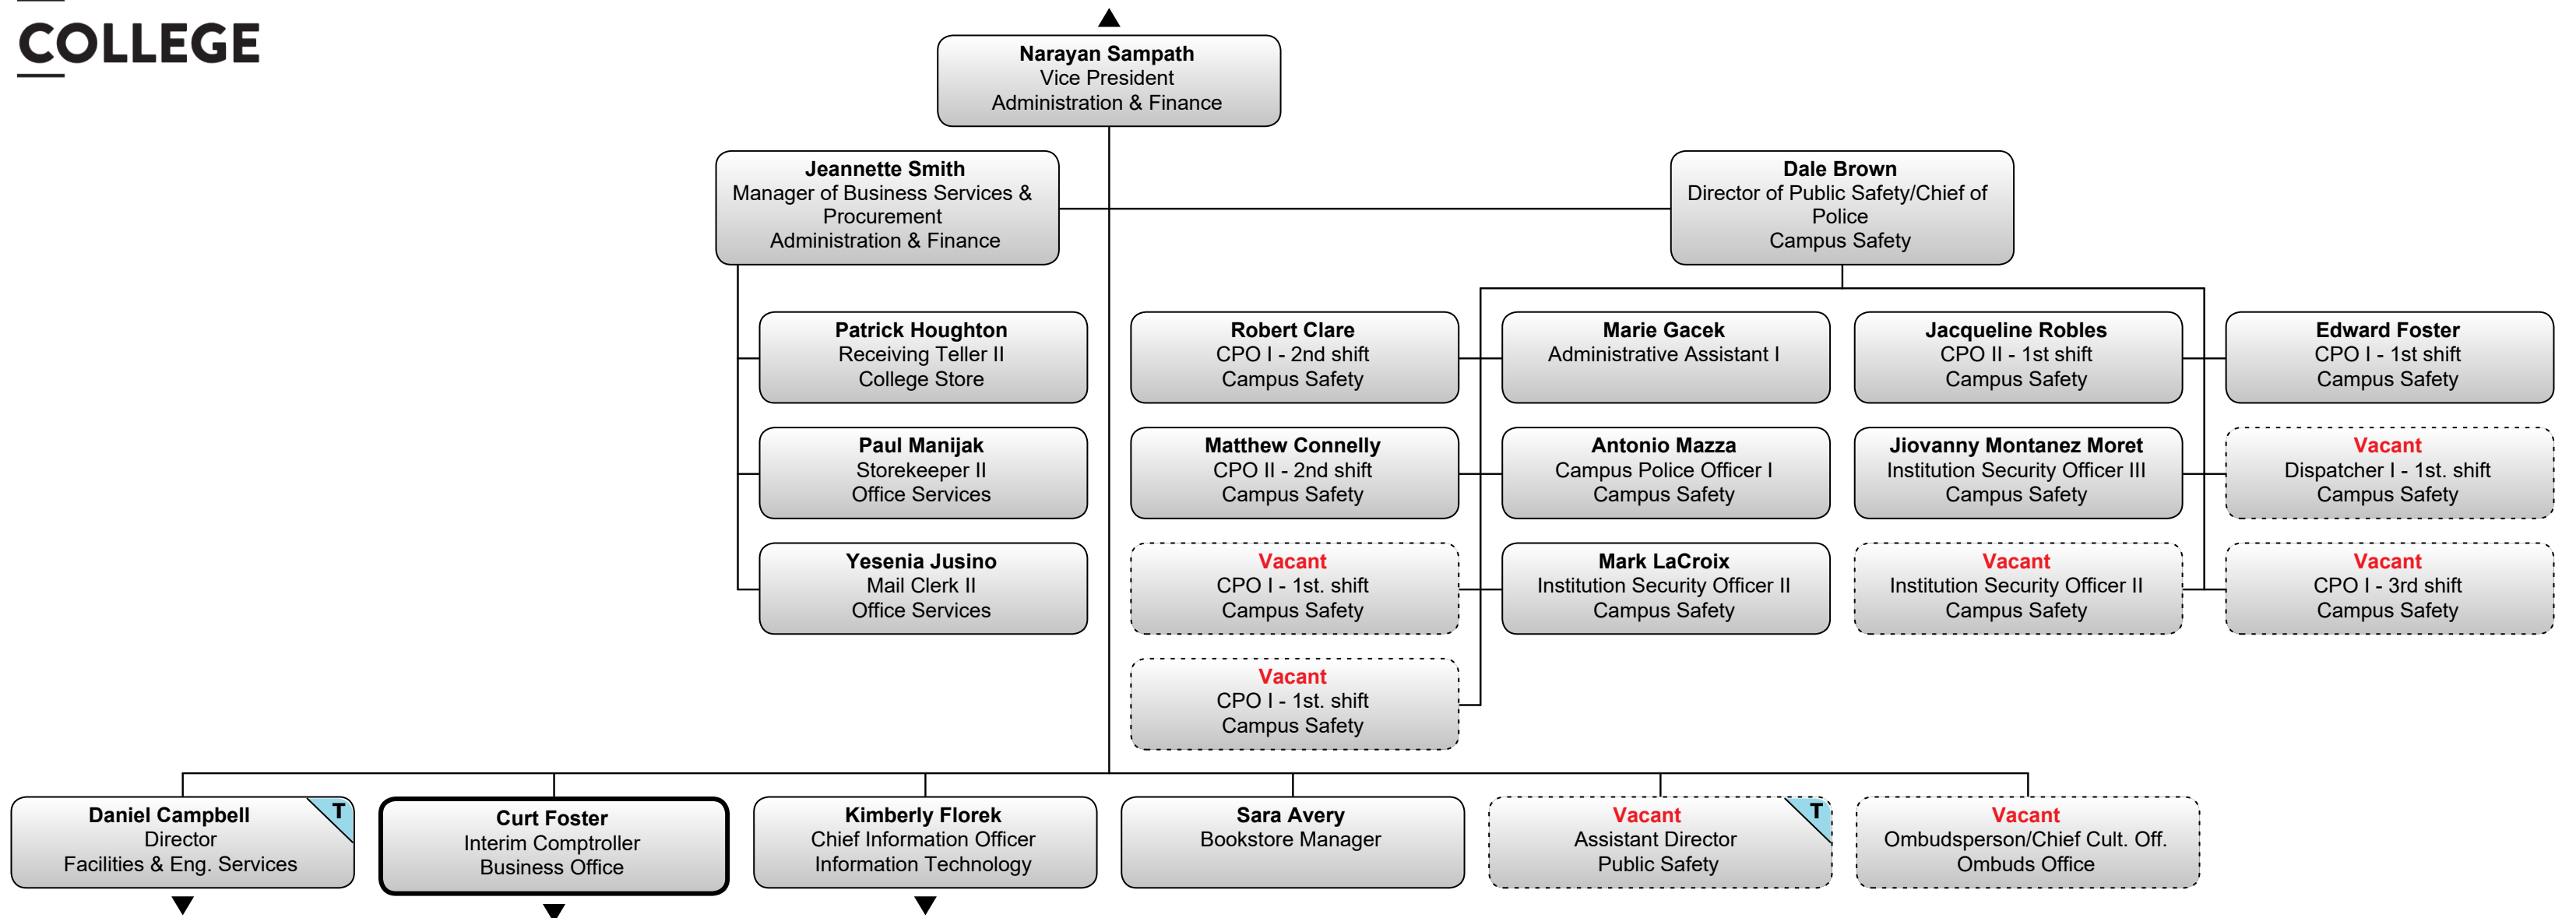 COLLEGE
Narayan Sampath
Vice President
Administration & Finance
Jeannette Smith
Manager of Business Services &
Procurement
Administration & Finance
Dale Brown
Director of Public Safety/Chief of
Police
Campus Safety
Patrick Houghton
Receiving Teller II
College Store
Robert Clare
CPO I - 2nd shift
Campus Safety
Marie Gacek
Administrative Assistant I
Jacqueline Robles
CPO II - 1st shift
Campus Safety
Edward Foster
CPO I - 1st shift
Campus Safety
Paul Manijak
Storekeeper II
Office Services
Matthew Connelly
CPO II - 2nd shift
Campus Safety
Antonio Mazza
Campus Police Officer I
Campus Safety
Jiovanny Montanez Moret
Institution Security Officer III
Campus Safety
Vacant
Dispatcher I - 1st. shift
Campus Safety
Yesenia Jusino
Mail Clerk II
Office Services
Vacant
CPO I - 1st. shift
Campus Safety
Mark LaCroix
Institution Security Officer II
Campus Safety
Vacant
Institution Security Officer II
Campus Safety
Vacant
CPO I - 3rd shift
Campus Safety
Vacant
CPO I - 1st. shift
Campus Safety
Daniel Campbell
Director
Facilities & Eng. Services
T
Curt Foster
Interim Comptroller
Business Office
Kimberly Florek
Chief Information Officer
Information Technology
Sara Avery
Bookstore Manager
Vacant
Assistant Director
Public Safety
T
Vacant
Ombudsperson/Chief Cult. Off.
Ombuds Office